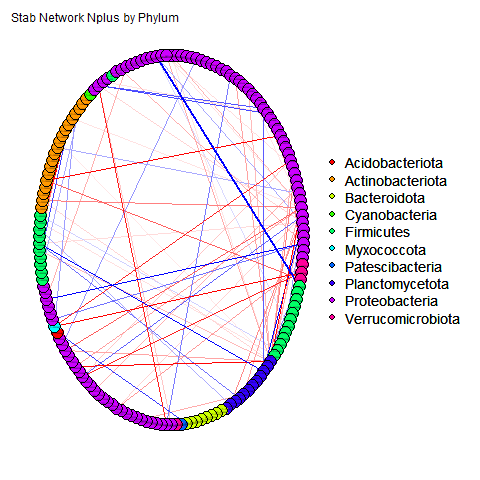 Stab Network Nplus by Phylum
Acidobacteriota
Actinobacteriota
Bacteroidota
Cyanobacteria
Firmicutes
Myxococcota
Patescibacteria
Planctomycetota
Proteobacteria
Verrucomicrobiota